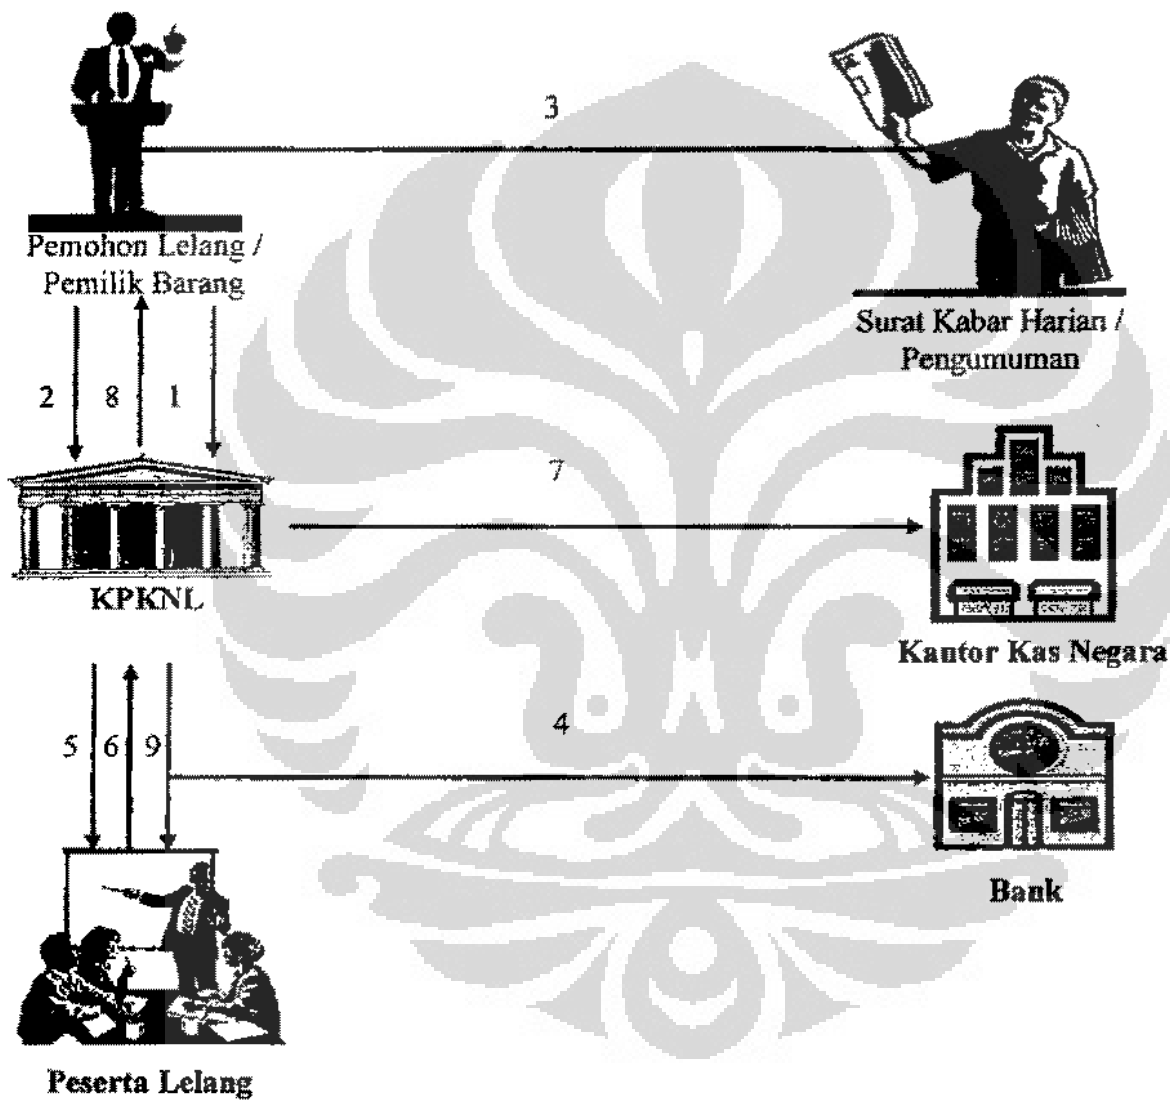 3
Pemohon Lelang /
Pemilik Barang
Surat Kabar Harian /
Pengumuman
2 8 1
7
KPKNL
Kantor Kas Negara
5 6 9
4
Bank
Peserta Lelang